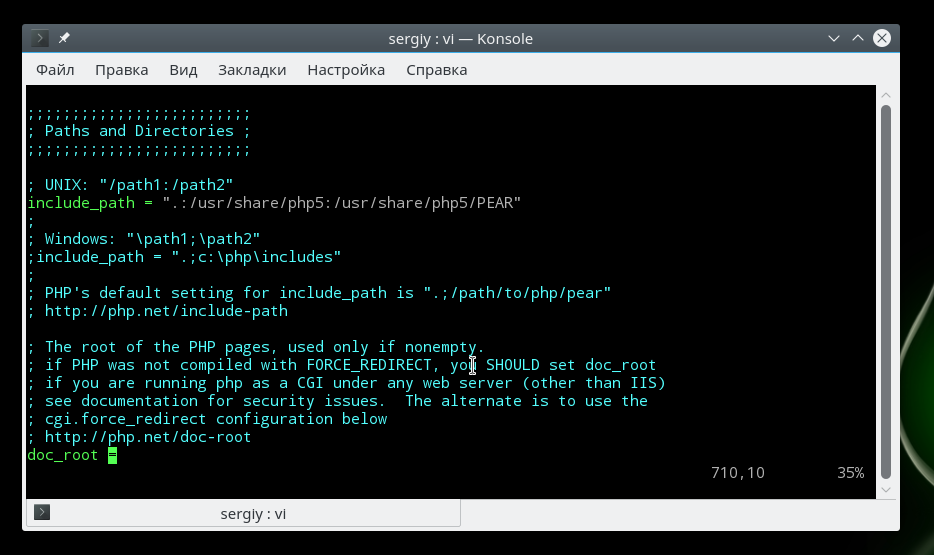 sergiy : vi — Konsole
Файл Правка Вид Закладки Настройка Справка
;;;;;;;;;;;;;;;;;;;;;;;;;
; Paths and Directories ;
;;;;;;;;;;;;;;;;;;;;;;;;;
; UNIX: "/path1:/path2"
include_path = ".:/usr/share/php5:/usr/share/php5/PEAR"
;
; Windows: "\path1;\path2"
;include_path = ".;c:\php\includes"
;
; PHP's default setting for include_path is ".;/path/to/php/pear"
; http://php.net/include-path
; The root of the PHP pages, used only if nonempty.
; if PHP was not compiled with FORCE_REDIRECT, you SHOULD set doc_root
; if you are running php as a CGI under any web server (other than IIS)
; see documentation for security issues.  The alternate is to use the
; cgi.force_redirect configuration below
; http://php.net/doc-root
doc_root =
710,10 35%
sergiy : vi